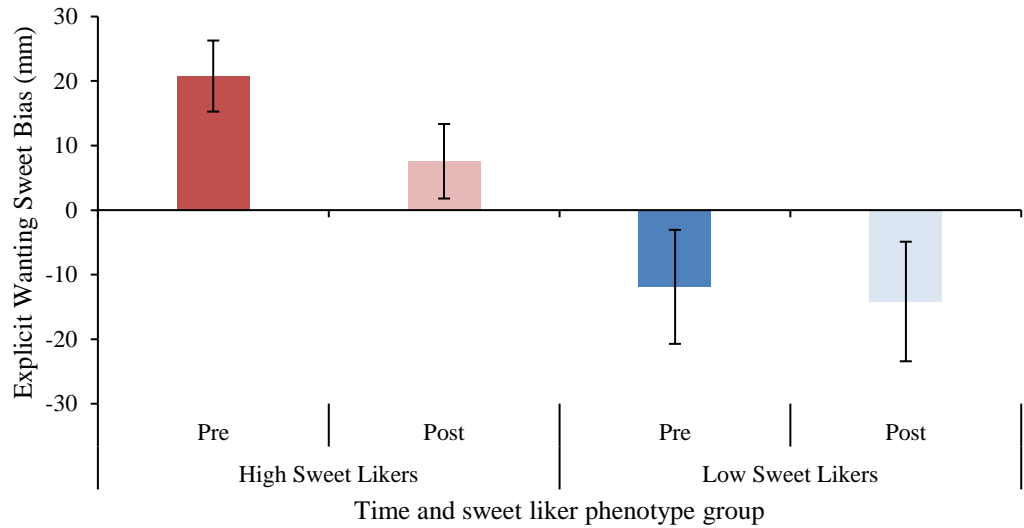 Explicit Wanting Sweet Bias (mm)
30
20
10
0
-10
-20
-30
Pre Post Pre Post
High Sweet Likers Low Sweet Likers
Time and sweet liker phenotype group